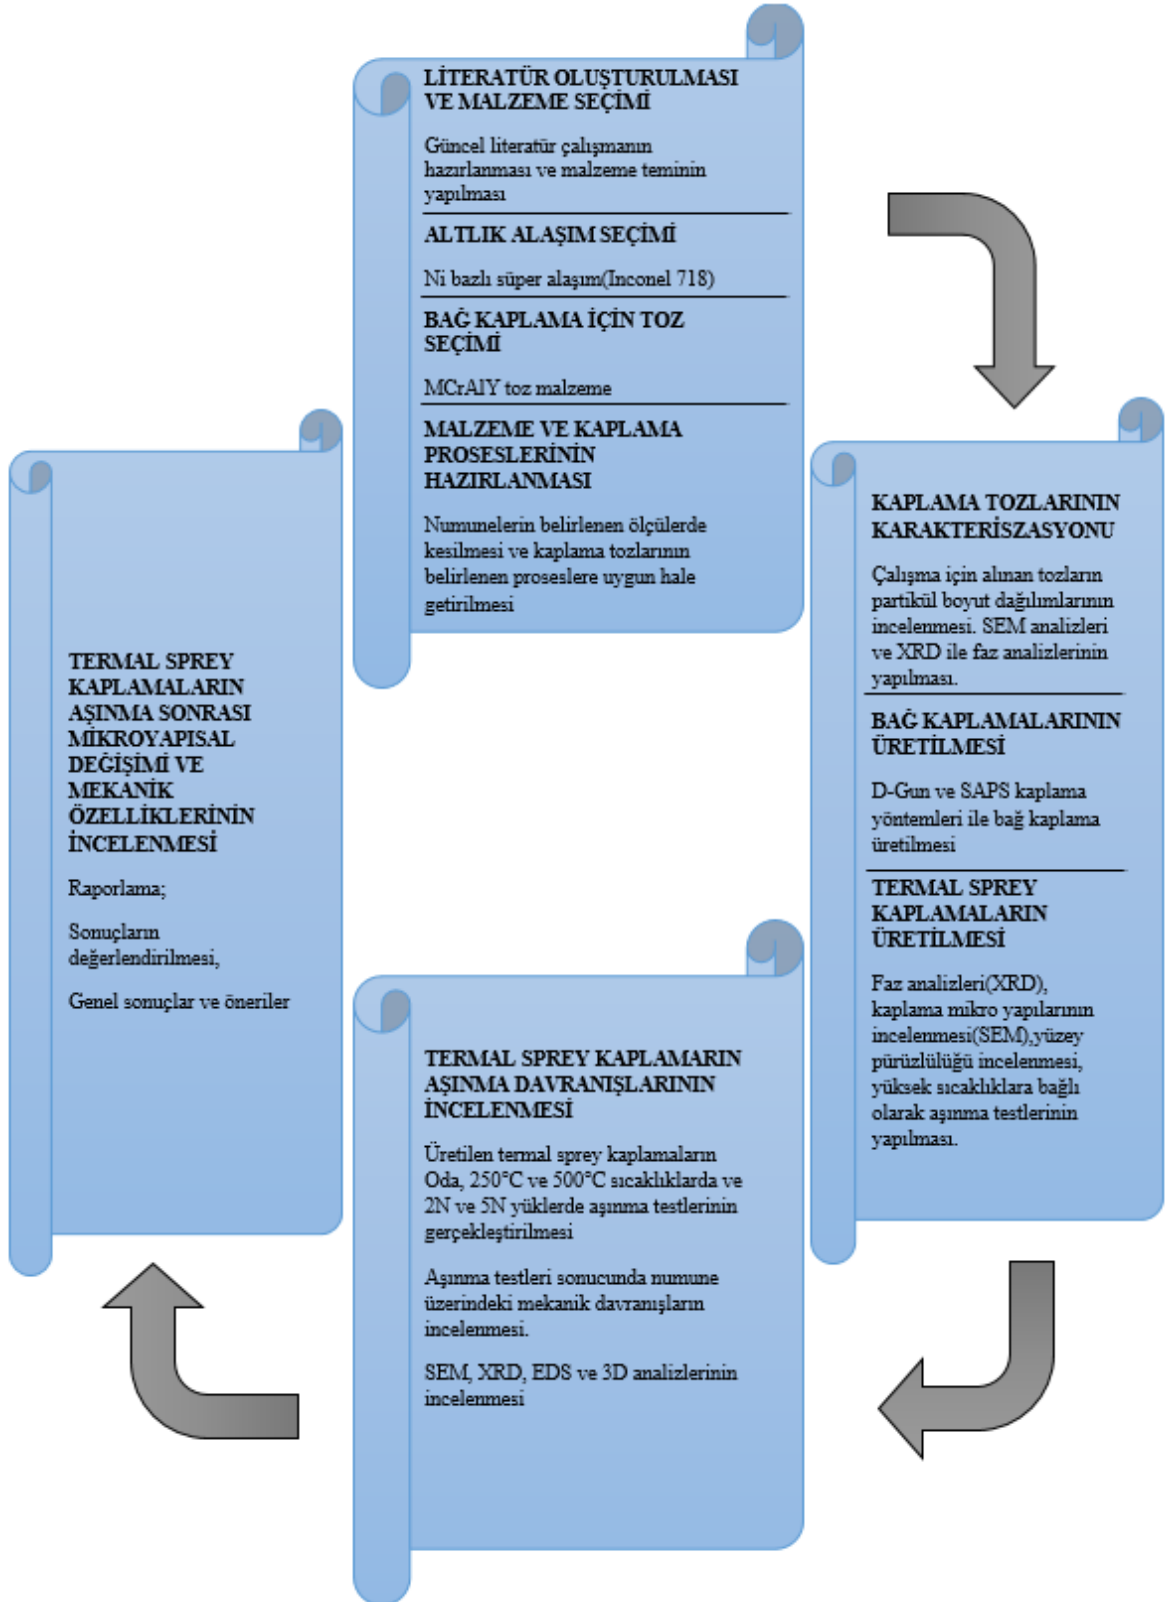 LİTERATÜR OLUŞTURULMASI
VE MALZEME SEÇİMİ
Güncel literatür çalışmanın
hazırlanması ve malzeme teminin
yapılması
ALTLIK ALAŞIM SEÇİMİ
Ni bazlı süper alaşım(Inconel 718)
BAĞ KAPLAMA İÇİN TOZ
SEÇİMİ
MCrAlY toz malzeme
MALZEME VE KAPLAMA
PROSESLERİNİN
HAZIRLANMASI
Numunelerin belirlenen ölçülerde
kesilmesi ve kaplama tozlarının
belirlenen proseslere uygun hale
getirilmesi
KAPLAMA TOZLARININ
KARAKTERİSZASYONU
Çalışma için alınan tozların
partikül boyut dağılımlarının
incelenmesi. SEM analizleri
ve XRD ile faz analizlerinin
yapılması.
BAĞ KAPLAMALARININ
ÜRETİLMESİ
D-Gun ve SAPS kaplama
yöntemleri ile bağ kaplama
üretilmesi
TERMAL SPREY
KAPLAMALARIN
ÜRETİLMESİ
Faz analizleri(XRD),
kaplama mikro yapılarının
incelenmesi(SEM),yüzey
pürüzlülüğü incelenmesi,
yüksek sıcaklıklara bağlı
olarak aşınma testlerinin
yapılması.
TERMAL SPREY KAPLAMARIN
AŞINMA DAVRANIŞLARININ
İNCELENMESİ
Üretilen termal sprey kaplamaların
Oda, 250°C ve 500°C sıcaklıklarda ve
2N ve 5N yüklerde aşınma testlerinin
gerçekleştirilmesi
Aşınma testleri sonucunda numune
üzerindeki mekanik davranışların
incelenmesi.
SEM, XRD, EDS ve 3D analizlerinin
incelenmesi
TERMAL SPREY
KAPLAMALARIN
AŞINMA SONRASI
MİKROYAPISAL
DEĞİŞİMİ VE
MEKANİK
ÖZELLİKLERİNİN
İNCELENMESİ
Raporlama;
Sonuçların
değerlendirilmesi,
Genel sonuçlar ve öneriler